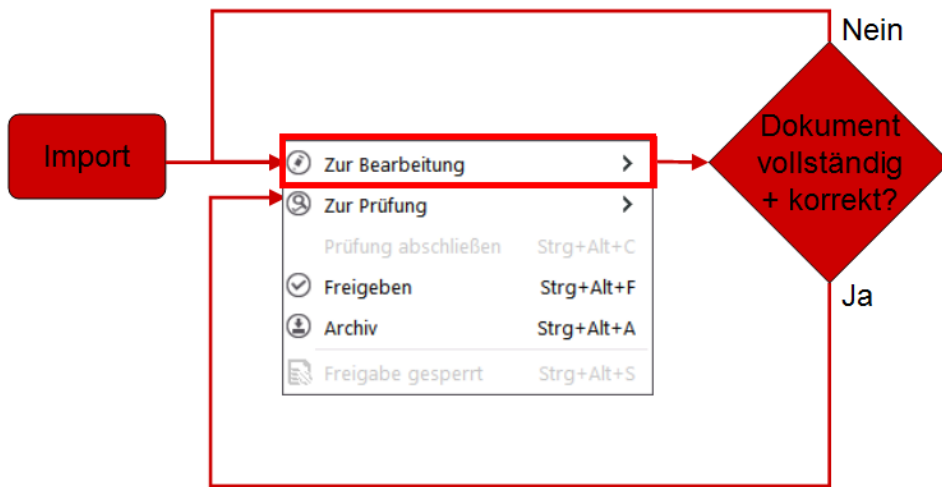 Nein
Import
Dokument
vollständig
+ korrekt?
Zur Bearbeitung
Zur Prüfung
Prüfung abschließen Strg+Alt+C
Freigeben Strg+Alt+F
Archiv Strg+Alt+A
Freigabe gesperrt Strg+Alt+S
Ja